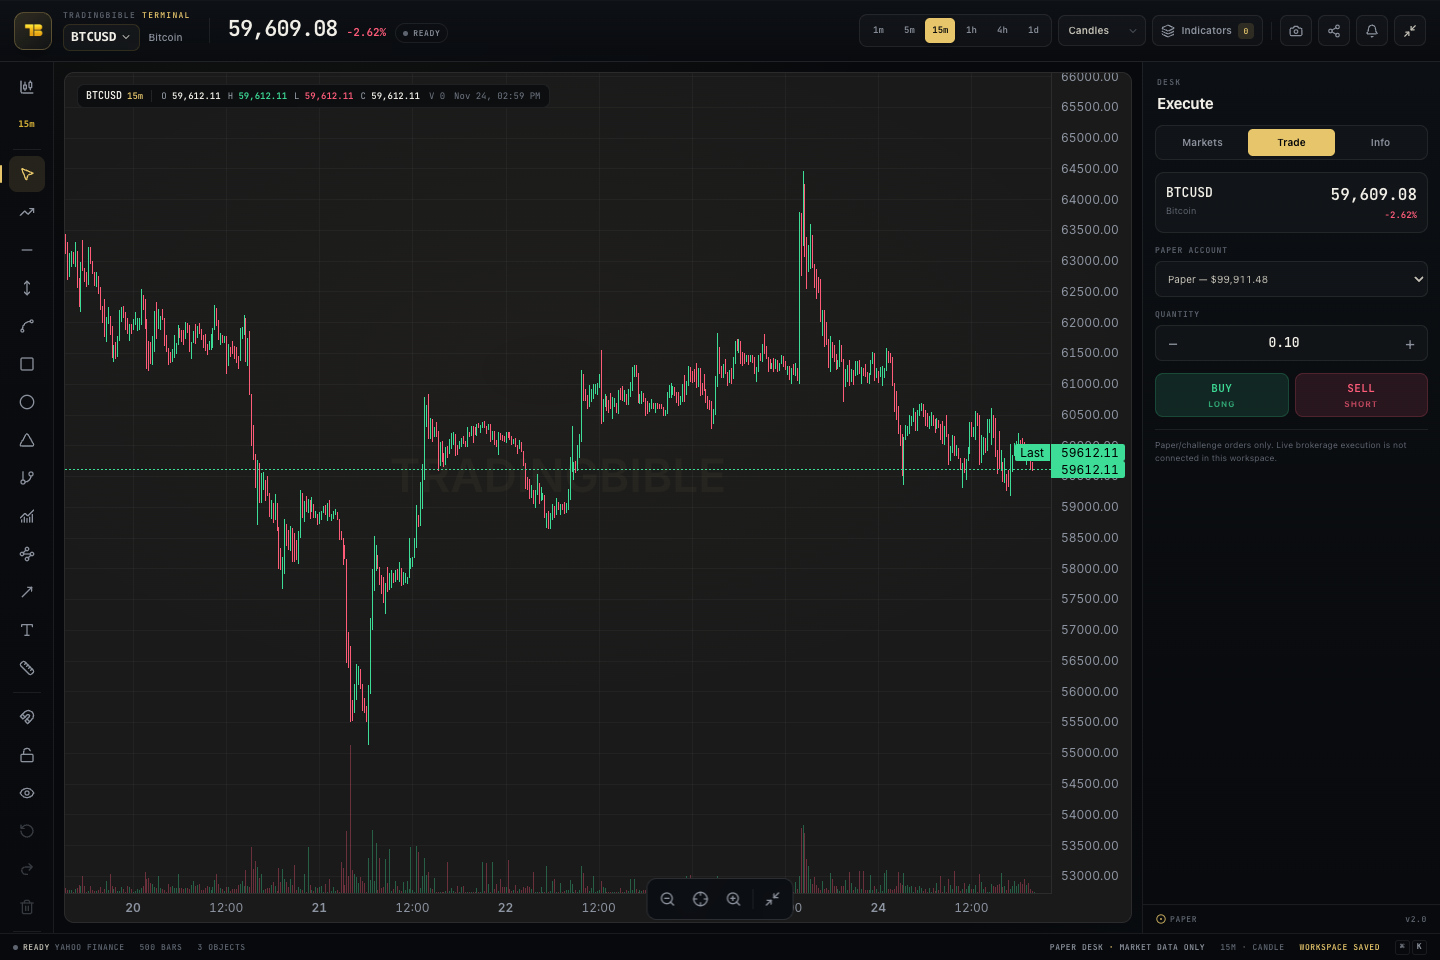 TRADINGBIBLE TERMINAL
BTCUSD Bitcoin
59,609.08 -2.62% READY
1m 5m 15m 1h 4h 1d
Candles
Indicators 0
15m
BTCUSD 15m O 59,612.11 H 59,612.11 L 59,612.11 C 59,612.11 V 0 Nov 24, 02:59 PM
TRADINGBIBLE
66000.00
65500.00
65000.00
64500.00
64000.00
63500.00
63000.00
62500.00
62000.00
61500.00
61000.00
60500.00
Last 59612.11
59612.11
59000.00
58500.00
58000.00
57500.00
57000.00
56500.00
56000.00
55500.00
55000.00
54500.00
54000.00
53500.00
53000.00
20 12:00 21 12:00 22 12:00 24 12:00
DESK
Execute
Markets Trade Info
BTCUSD 59,609.08
Bitcoin -2.62%
PAPER ACCOUNT
Paper — $99,911.48
QUANTITY
− 0.10 +
BUY SELL
LONG SHORT
Paper/challenge orders only. Live brokerage execution is not
connected in this workspace.
PAPER v2.0
READY YAHOO FINANCE 500 BARS 3 OBJECTS
PAPER DESK · MARKET DATA ONLY 15M · CANDLE WORKSPACE SAVED ⌘ K